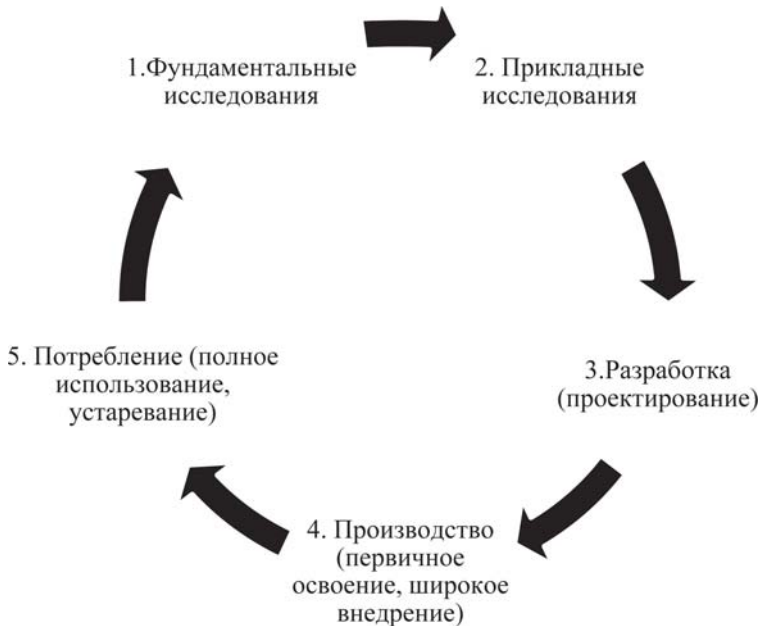 1.Фундаментальные
исследования
2. Прикладные
исследования
3.Разработка
(проектирование)
4. Производство
(первичное
освоение, широкое
внедрение)
5. Потребление (полное
использование,
устаревание)